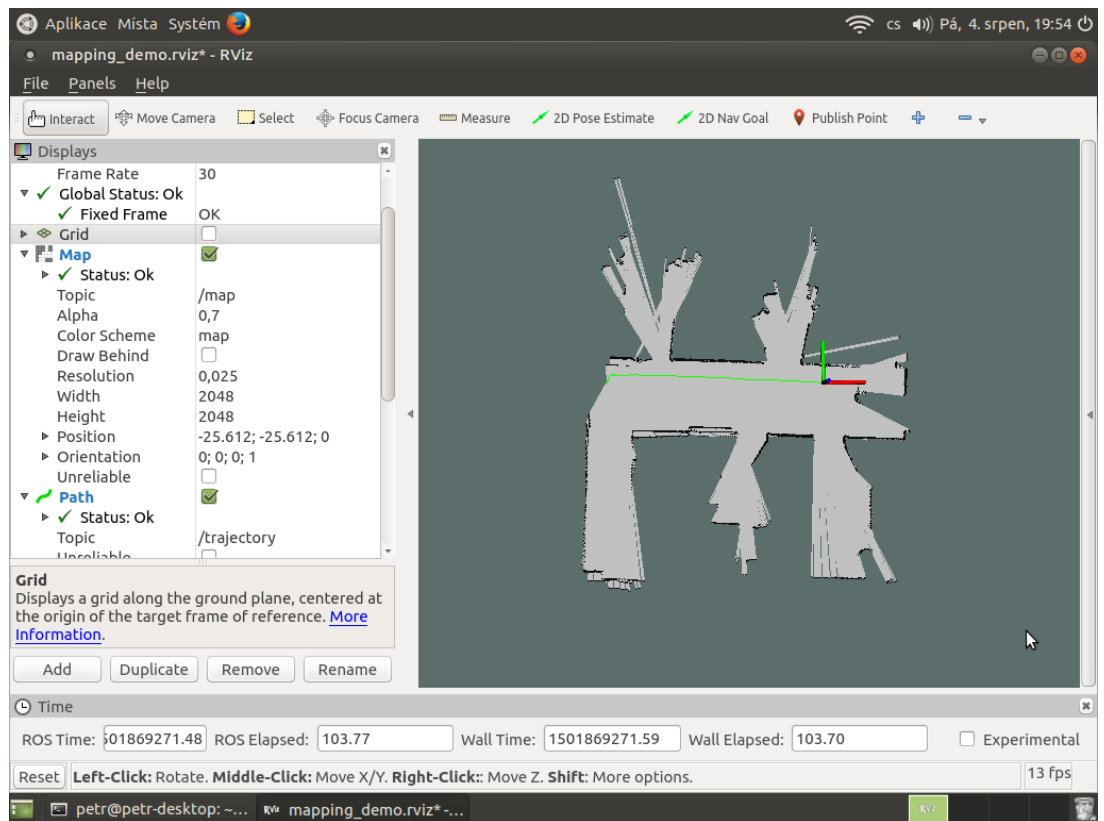 Aplikace Místa Systém cs Pá, 4. srpen, 19:54
mapping_demo.rviz* - RViz
File Panels Help
Interact Move Camera Select Focus Camera Measure 2D Pose Estimate 2D Nav Goal Publish Point
Displays
Frame Rate 30
Global Status: Ok
Fixed Frame OK
Grid
Map
Status: Ok
Topic /map
Alpha 0,7
Color Scheme map
Draw Behind
Resolution 0,025
Width 2048
Height 2048
Position -25.612; -25.612; 0
Orientation 0; 0; 0; 1
Unreliable
Path
Status: Ok
Topic /trajectory
Unreliable
Grid
Displays a grid along the ground plane, centered at
the origin of the target frame of reference. More
Information.
Add Duplicate Remove Rename
Time
ROS Time: 501869271.48 ROS Elapsed: 103.77 Wall Time: 1501869271.59 Wall Elapsed: 103.70 Experimental
Reset Left-Click: Rotate. Middle-Click: Move X/Y. Right-Click:: Move Z. Shift: More options. 13 fps
petr@petr-desktop: ~... RViz mapping_demo.rviz* -... RViz